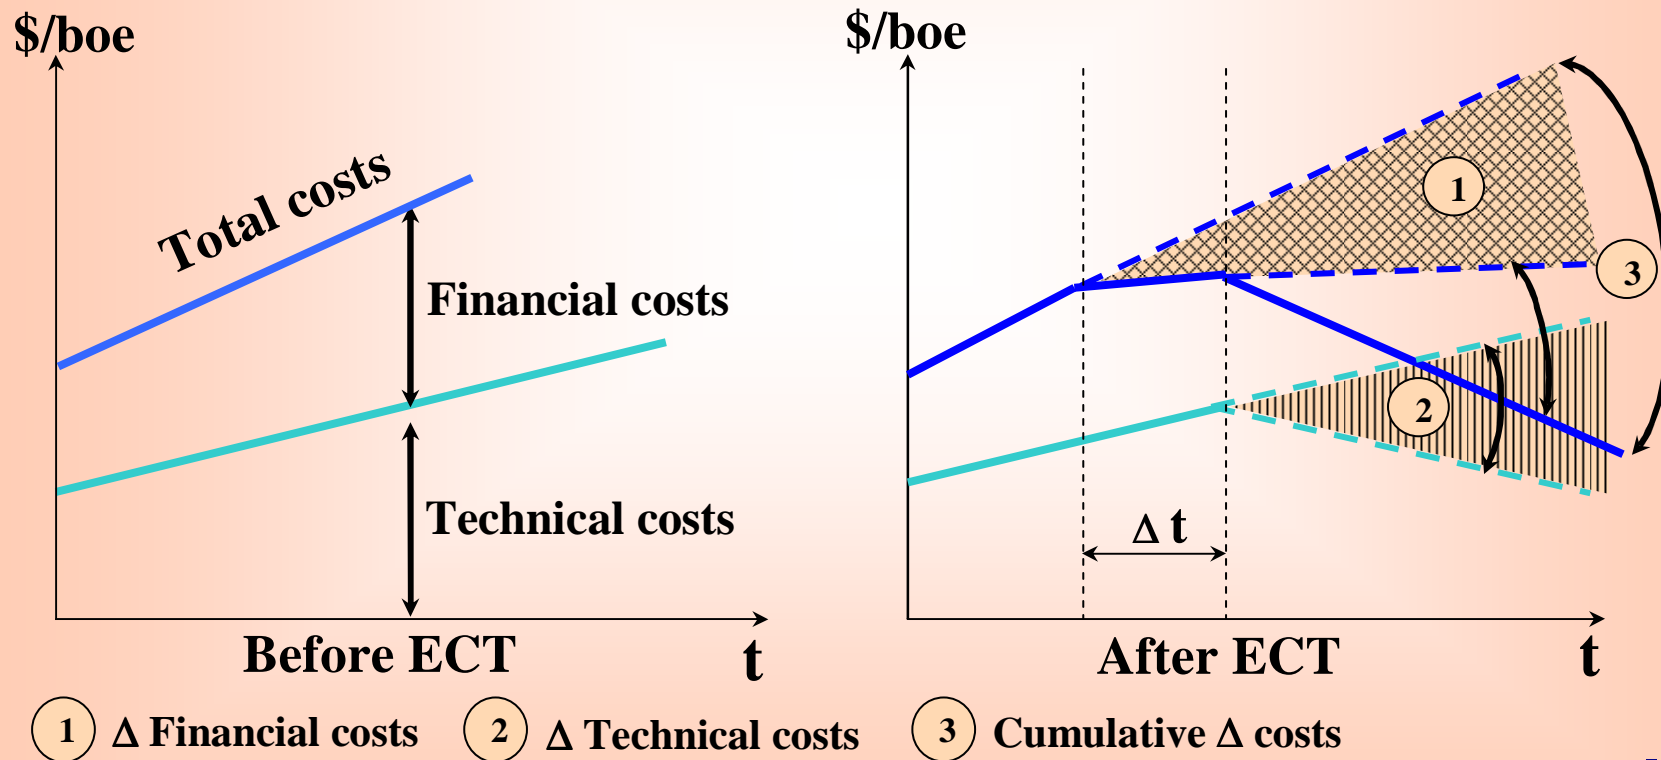 $/boe
$/boe
Total costs
1
Financial costs
3
2
Technical costs
Δ t
Before ECT
t
After ECT
t
1 Δ Financial costs
2 Δ Technical costs
3 Cumulative Δ costs